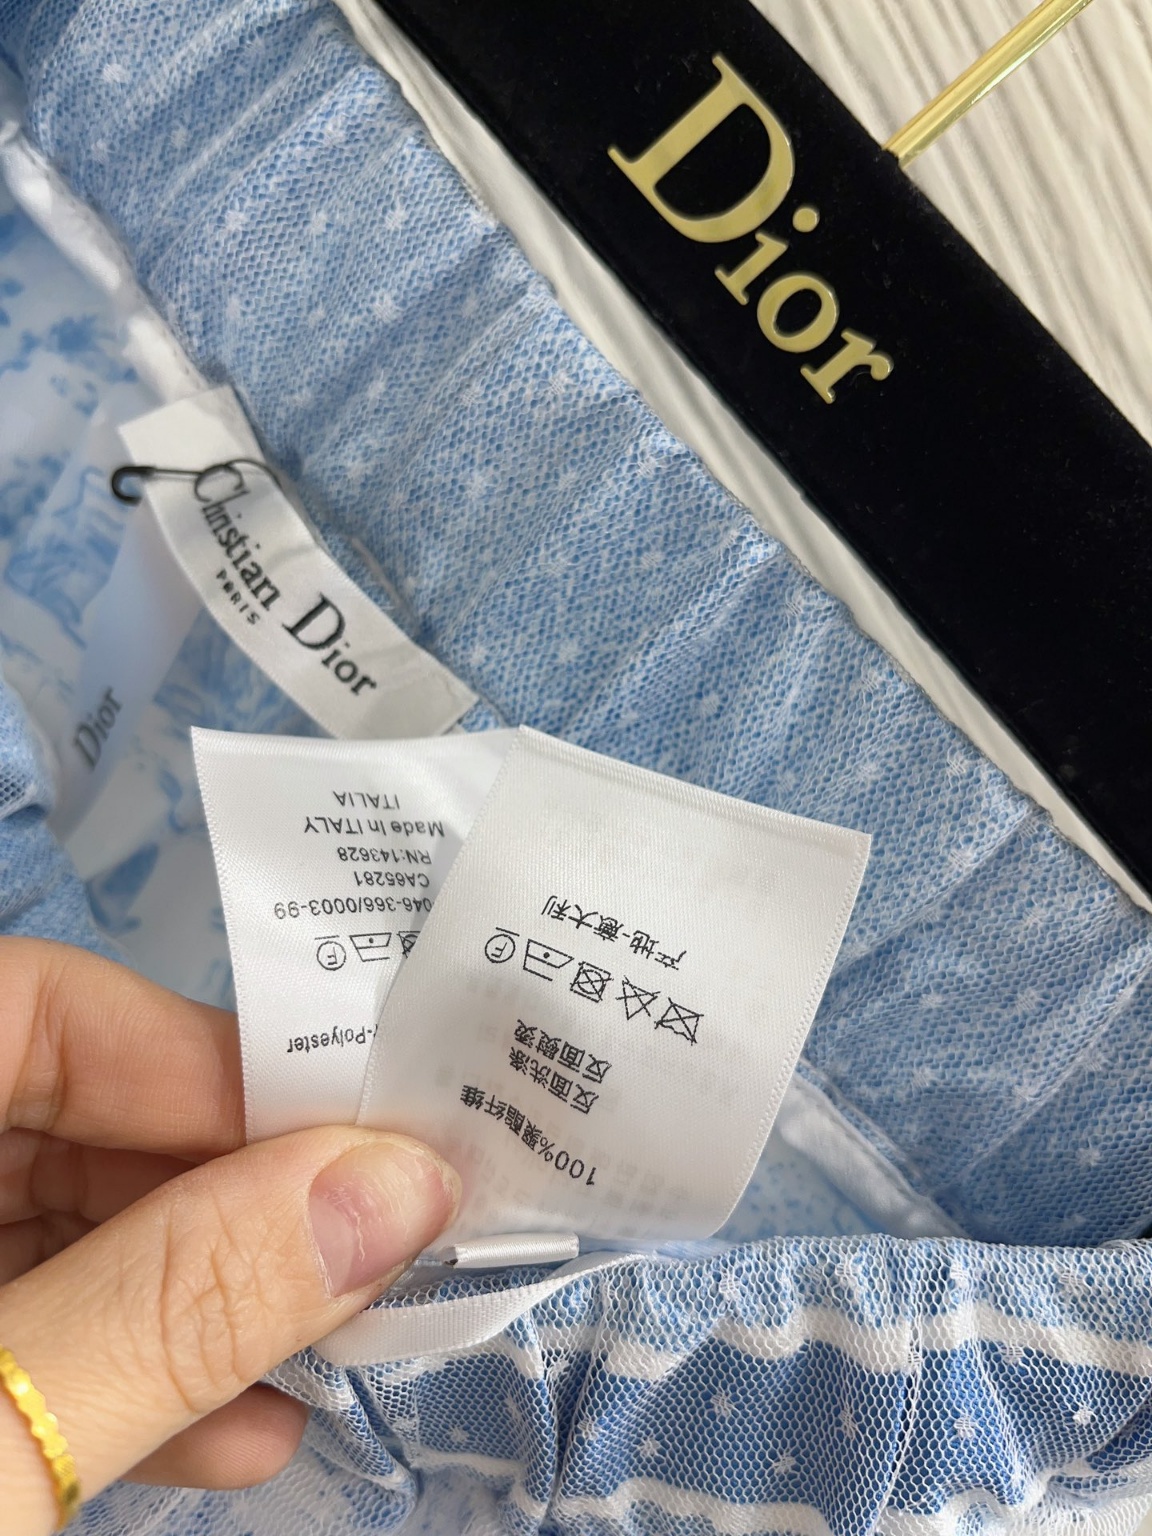 Dior
Christian Dior
PARIS
Dior
ITALIA
Made in ITALY
RN:143628
CA65281
046-366/0003-99
F
-Polyester
产地-意大利
F
反面熨烫
反面洗涤
100%聚酯纤维